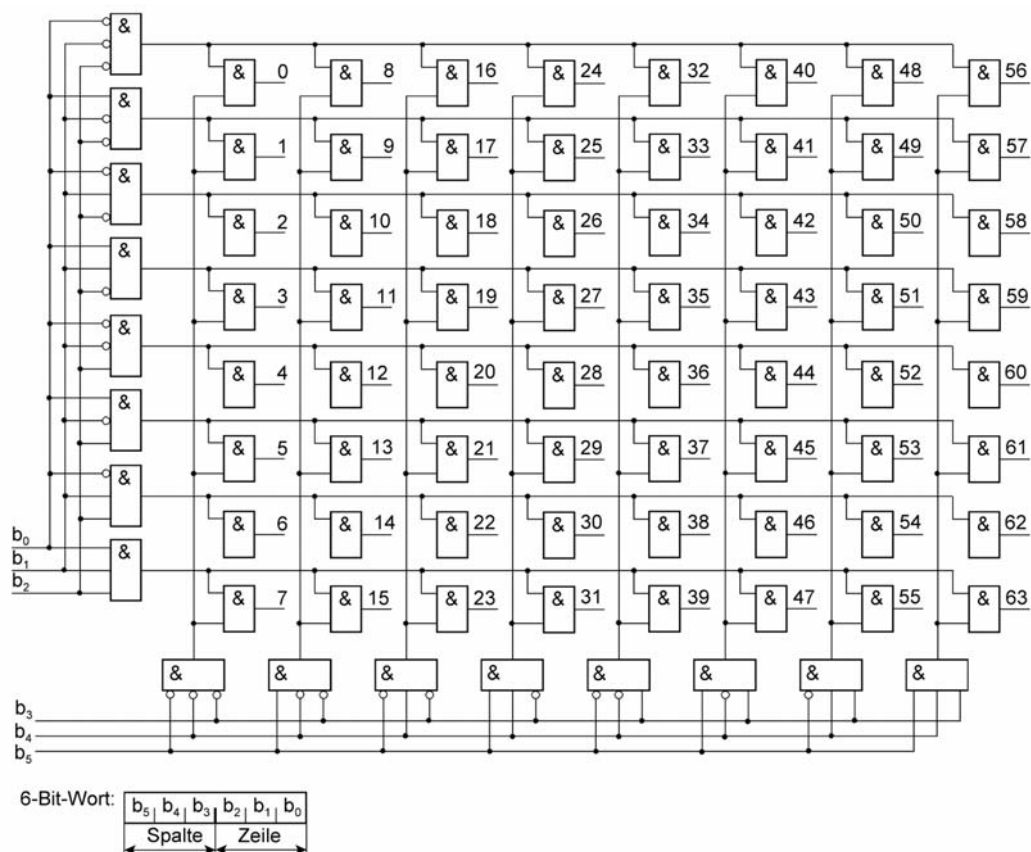 &
& & & & & & & &
0 8 16 24 32 40 48 56
&
& & & & & & & &
1 9 17 25 33 41 49 57
&
& & & & & & & &
2 10 18 26 34 42 50 58
&
& & & & & & & &
3 11 19 27 35 43 51 59
&
& & & & & & & &
4 12 20 28 36 44 52 60
&
& & & & & & & &
5 13 21 29 37 45 53 61
&
& & & & & & & &
6 14 22 30 38 46 54 62
b₀
&
b₁
b₂
& & & & & & & &
7 15 23 31 39 47 55 63
& & & & & & & &
b₃
b₄
b₅
6-Bit-Wort: b₅ b₄ b₃ b₂ b₁ b₀
Spalte Zeile